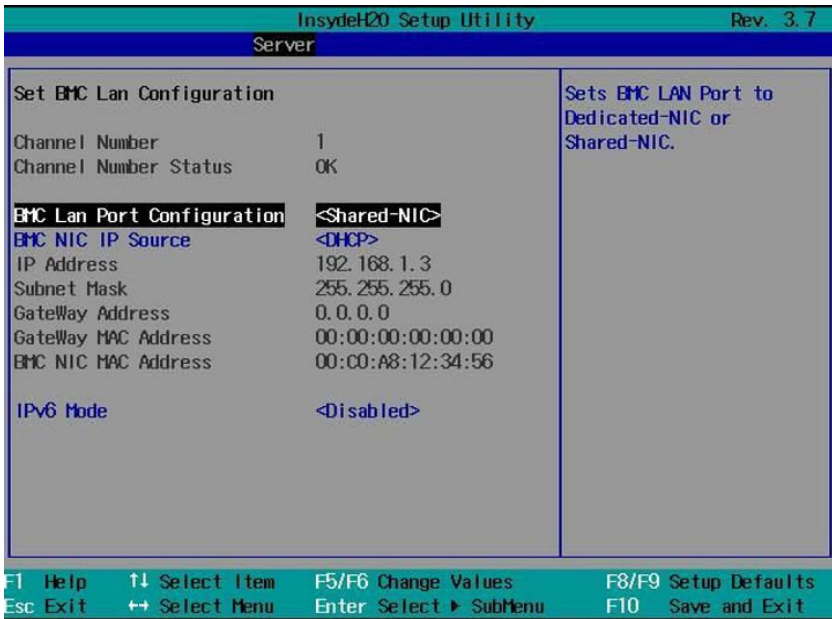 InsydeH20 Setup Utility Rev. 3.7
Server
Set BMC Lan Configuration
Channel Number 1
Channel Number Status OK
BMC Lan Port Configuration <Shared-NIC>
BMC NIC IP Source <DHCP>
IP Address 192.168.1.3
Subnet Mask 255.255.255.0
GateWay Address 0.0.0.0
GateWay MAC Address 00:00:00:00:00:00
BMC NIC MAC Address 00:C0:A8:12:34:56
IPv6 Mode <Disabled>
Sets BMC LAN Port to
Dedicated-NIC or
Shared-NIC.
F1 Help ↑↓ Select Item F5/F6 Change Values F8/F9 Setup Defaults
Esc Exit ←→ Select Menu Enter Select ▶ SubMenu F10 Save and Exit